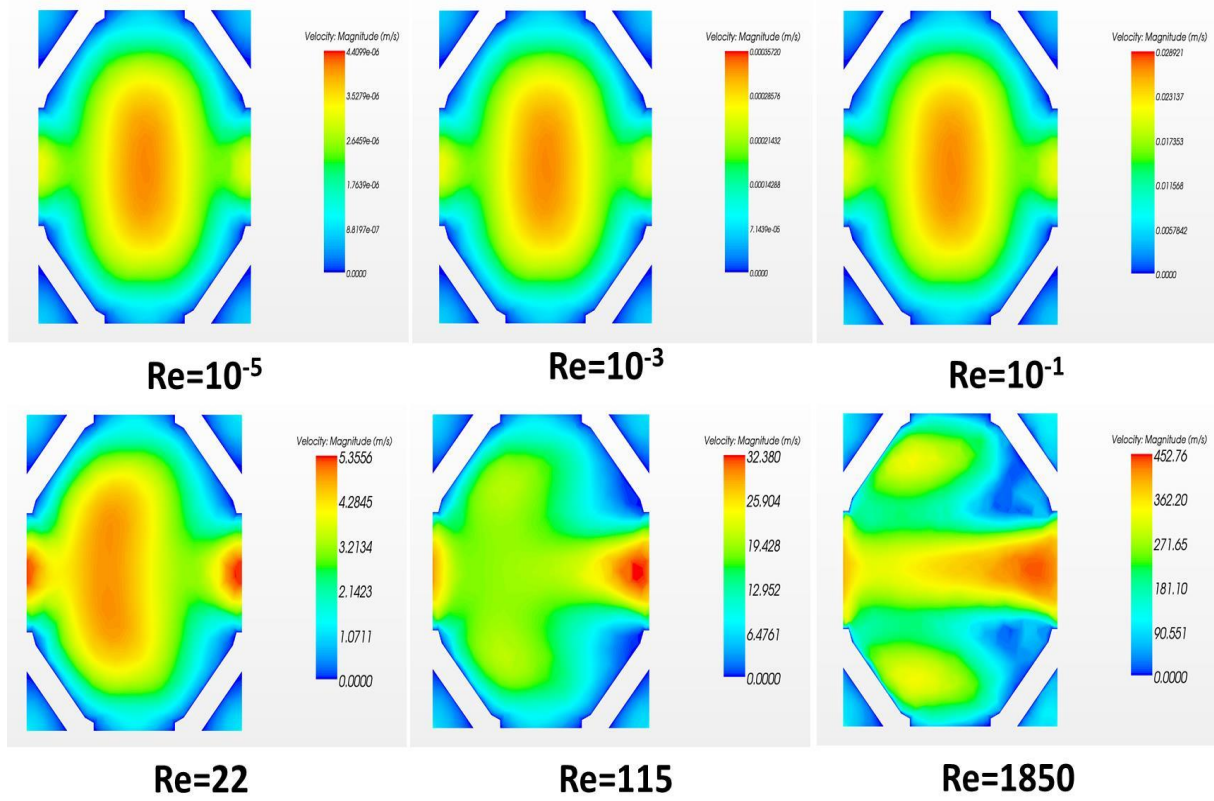 Velocity: Magnitude (m/s)
4.4099e-06
3.5279e-06
2.6459e-06
1.7639e-06
8.8197e-07
0.0000
Velocity: Magnitude (m/s)
0.00035720
0.00028576
0.00021432
0.00014288
7.1439e-05
0.0000
Velocity: Magnitude (m/s)
0.028921
0.023137
0.017353
0.011568
0.0057842
0.0000
Re=10⁻⁵
Re=10⁻³
Re=10⁻¹
Velocity: Magnitude (m/s)
5.3556
4.2845
3.2134
2.1423
1.0711
0.0000
Velocity: Magnitude (m/s)
32.380
25.904
19.428
12.952
6.4761
0.0000
Velocity: Magnitude (m/s)
452.76
362.20
271.65
181.10
90.551
0.0000
Re=22
Re=115
Re=1850